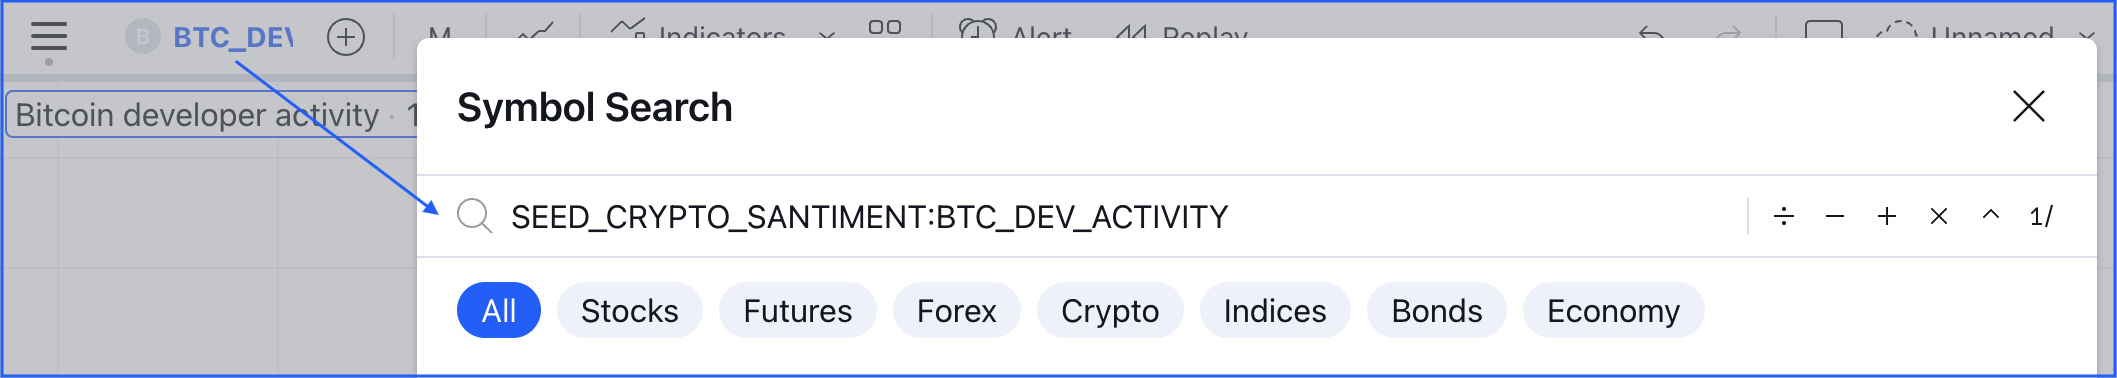 B BTC_DEV M Indicators Alert Replay Unnamed
Symbol Search
Bitcoin developer activity · 1
SEED_CRYPTO_SANTIMENT:BTC_DEV_ACTIVITY ÷ − + × ^ 1/
All Stocks Futures Forex Crypto Indices Bonds Economy